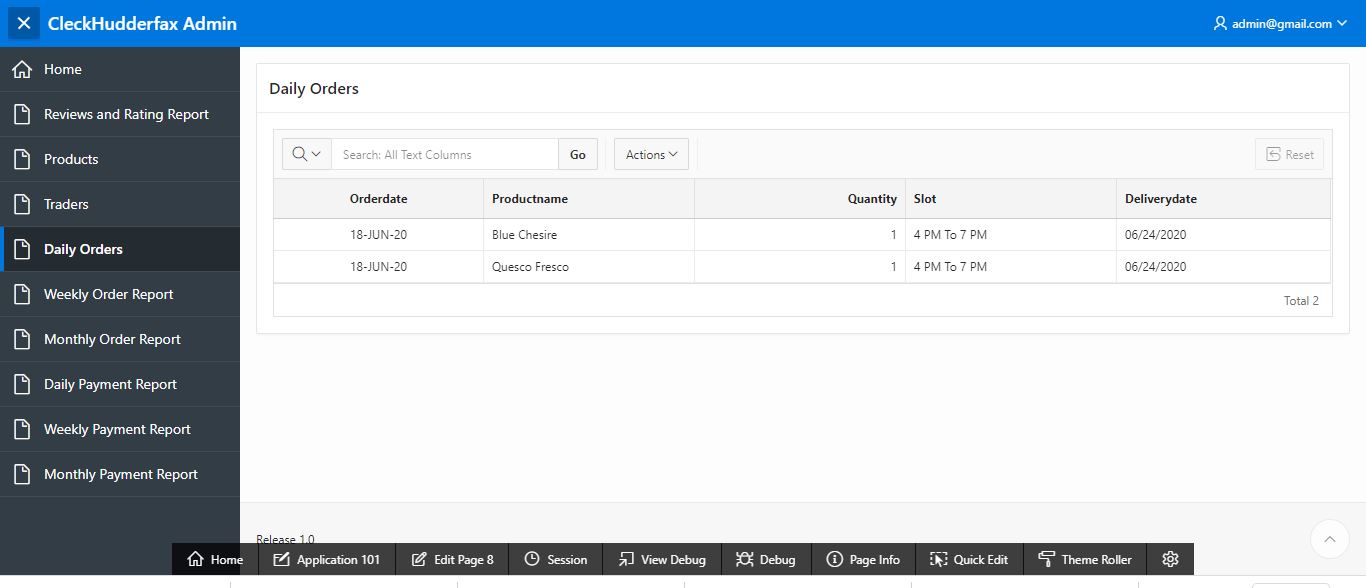 CleckHudderfax Admin
admin@gmail.com
Home
Reviews and Rating Report
Products
Traders
Daily Orders
Weekly Order Report
Monthly Order Report
Daily Payment Report
Weekly Payment Report
Monthly Payment Report
Daily Orders
Search: All Text Columns Go Actions Reset
Orderdate Productname Quantity Slot Deliverydate
18-JUN-20 Blue Chesire 1 4 PM To 7 PM 06/24/2020
18-JUN-20 Quesco Fresco 1 4 PM To 7 PM 06/24/2020
Total 2
Release 1.0
Home Application 101 Edit Page 8 Session View Debug Debug Page Info Quick Edit Theme Roller